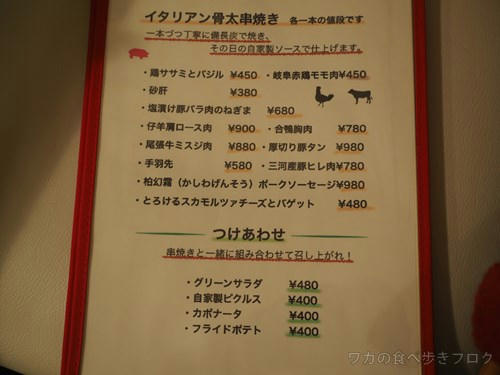 イタリアン骨太串焼き 各一本の値段です
一本づつ丁寧に備長炭で焼き、
その日の自家製ソースで仕上げます。
・鶏ササミとバジル ¥450 ・岐阜赤鶏モモ肉¥450
・砂肝 ¥380
・塩漬け豚バラ肉のねぎま ¥680
・仔羊肩ロース肉 ¥900 ・合鴨胸肉 ¥780
・尾張牛ミスジ肉 ¥880 ・厚切り豚タン ¥980
・手羽先 ¥580 ・三河産豚ヒレ肉¥780
・柏幻霜（かしわげんそう）ポークソーセージ¥980
・とろけるスカモルツァチーズとバゲット ¥480
つけあわせ
串焼きと一緒に組み合わせて召し上がれ！
・グリーンサラダ ¥480
・自家製ピクルス ¥400
・カポナータ ¥400
・フライドポテト ¥400
ワカの食べ歩きブログ